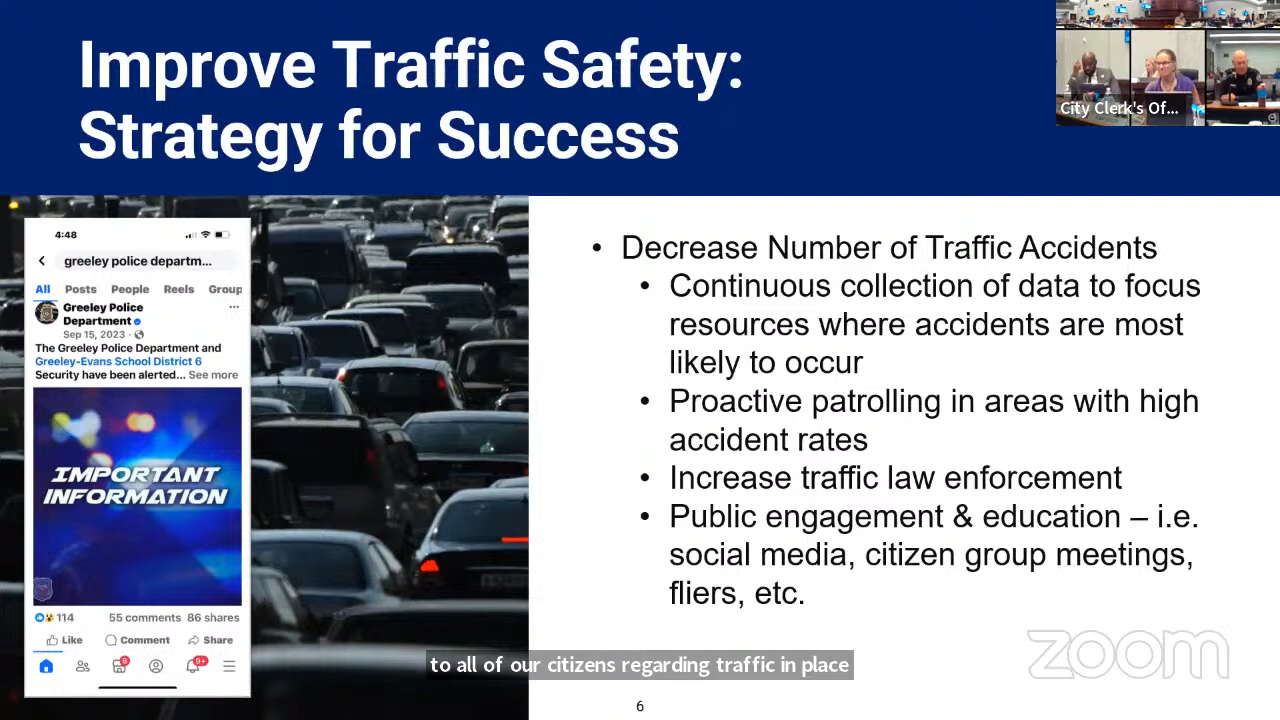 Improve Traffic Safety:
Strategy for Success
City Clerk's Of...
4:48
greeley police departm...
All Posts People Reels Group
Greeley Police
Department
Sep 15, 2023 ·
The Greeley Police Department and
Greeley-Evans School District 6
Security have been alerted... See more
IMPORTANT
INFORMATION
114 55 comments 86 shares
Like Comment Share
6 9+
• Decrease Number of Traffic Accidents
• Continuous collection of data to focus
resources where accidents are most
likely to occur
• Proactive patrolling in areas with high
accident rates
• Increase traffic law enforcement
• Public engagement & education – i.e.
social media, citizen group meetings,
fliers, etc.
zoom
to all of our citizens regarding traffic in place
6